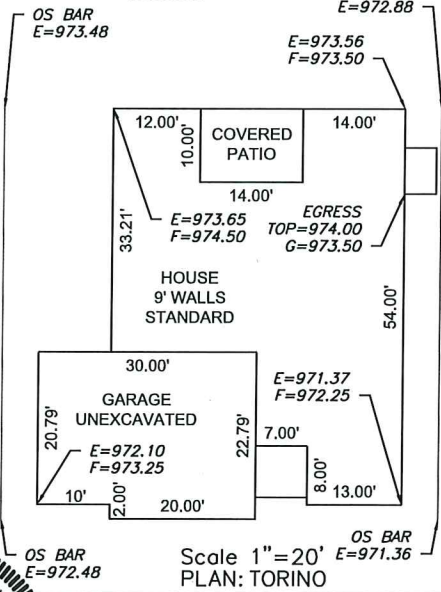 OS BAR
E=973.48
E=972.88
E=973.56
F=973.50
12.00'
10.00'
COVERED
PATIO
14.00'
14.00'
33.21'
E=973.65
F=974.50
EGRESS
TOP=974.00
G=973.50
HOUSE
9' WALLS
STANDARD
54.00'
30.00'
GARAGE
UNEXCAVATED
20.79'
22.79'
E=971.37
F=972.25
E=972.10
F=973.25
7.00'
8.00'
10'
2.00'
20.00'
13.00'
OS BAR
E=972.48
OS BAR
E=971.36
Scale 1"=20'
PLAN: TORINO